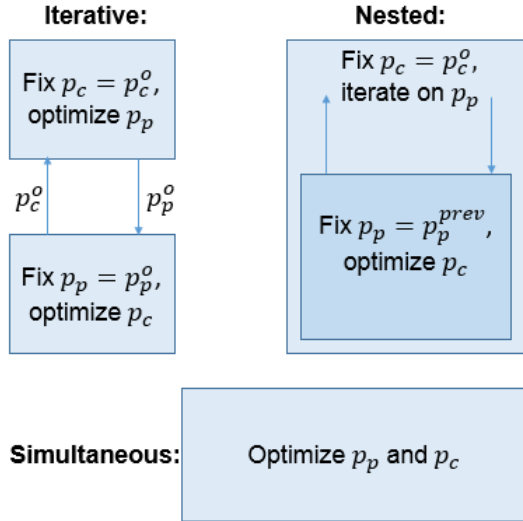 Iterative:
Fix $p_c = p_c^o$,
optimize $p_p$
$p_c^o$
$p_p^o$
Fix $p_p = p_p^o$,
optimize $p_c$
Nested:
Fix $p_c = p_c^o$,
iterate on $p_p$
Fix $p_p = p_p^{prev}$,
optimize $p_c$
Simultaneous:
Optimize $p_p$ and $p_c$